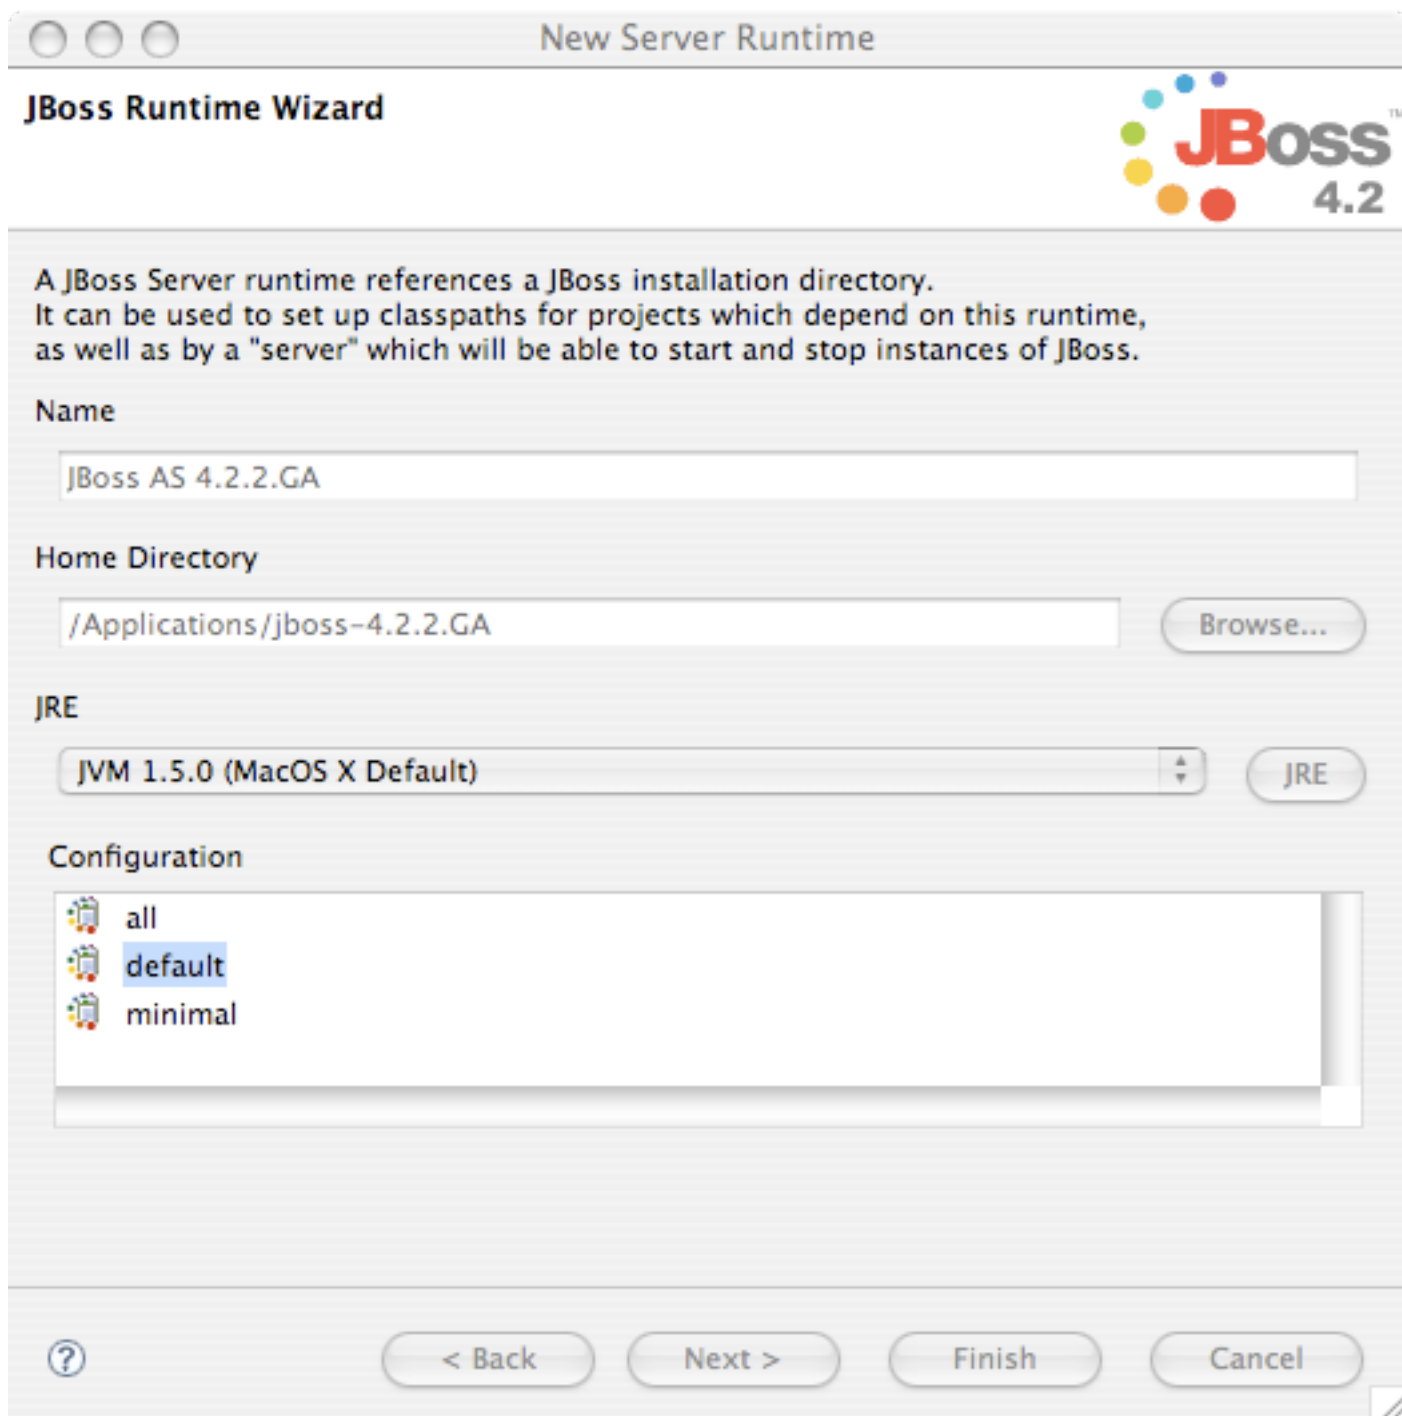 New Server Runtime
JBoss Runtime Wizard
JBoss™
4.2
A JBoss Server runtime references a JBoss installation directory.
It can be used to set up classpaths for projects which depend on this runtime,
as well as by a "server" which will be able to start and stop instances of JBoss.
Name
JBoss AS 4.2.2.GA
Home Directory
/Applications/jboss-4.2.2.GA
Browse...
JRE
JVM 1.5.0 (MacOS X Default)
JRE
Configuration
all
default
minimal
?
< Back
Next >
Finish
Cancel